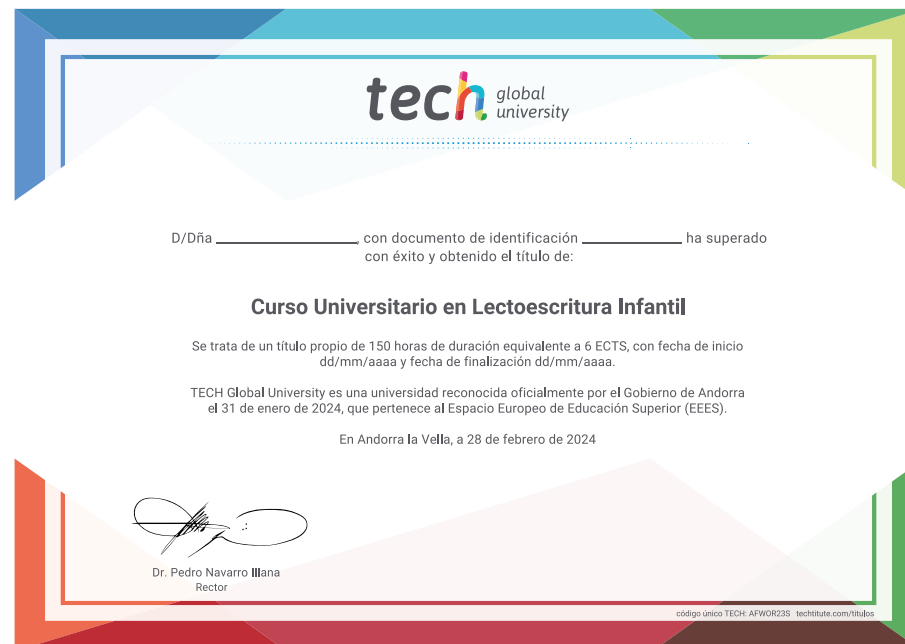 tech global
university
D/Dña ____________________, con documento de identificación ______________ ha superado
con éxito y obtenido el título de:
Curso Universitario en Lectoescritura Infantil
Se trata de un título propio de 150 horas de duración equivalente a 6 ECTS, con fecha de inicio
dd/mm/aaaa y fecha de finalización dd/mm/aaaa.
TECH Global University es una universidad reconocida oficialmente por el Gobierno de Andorra
el 31 de enero de 2024, que pertenece al Espacio Europeo de Educación Superior (EEES).
En Andorra la Vella, a 28 de febrero de 2024
Dr. Pedro Navarro Illana
Rector
código único TECH: AFWOR23S techtitute.com/titulos